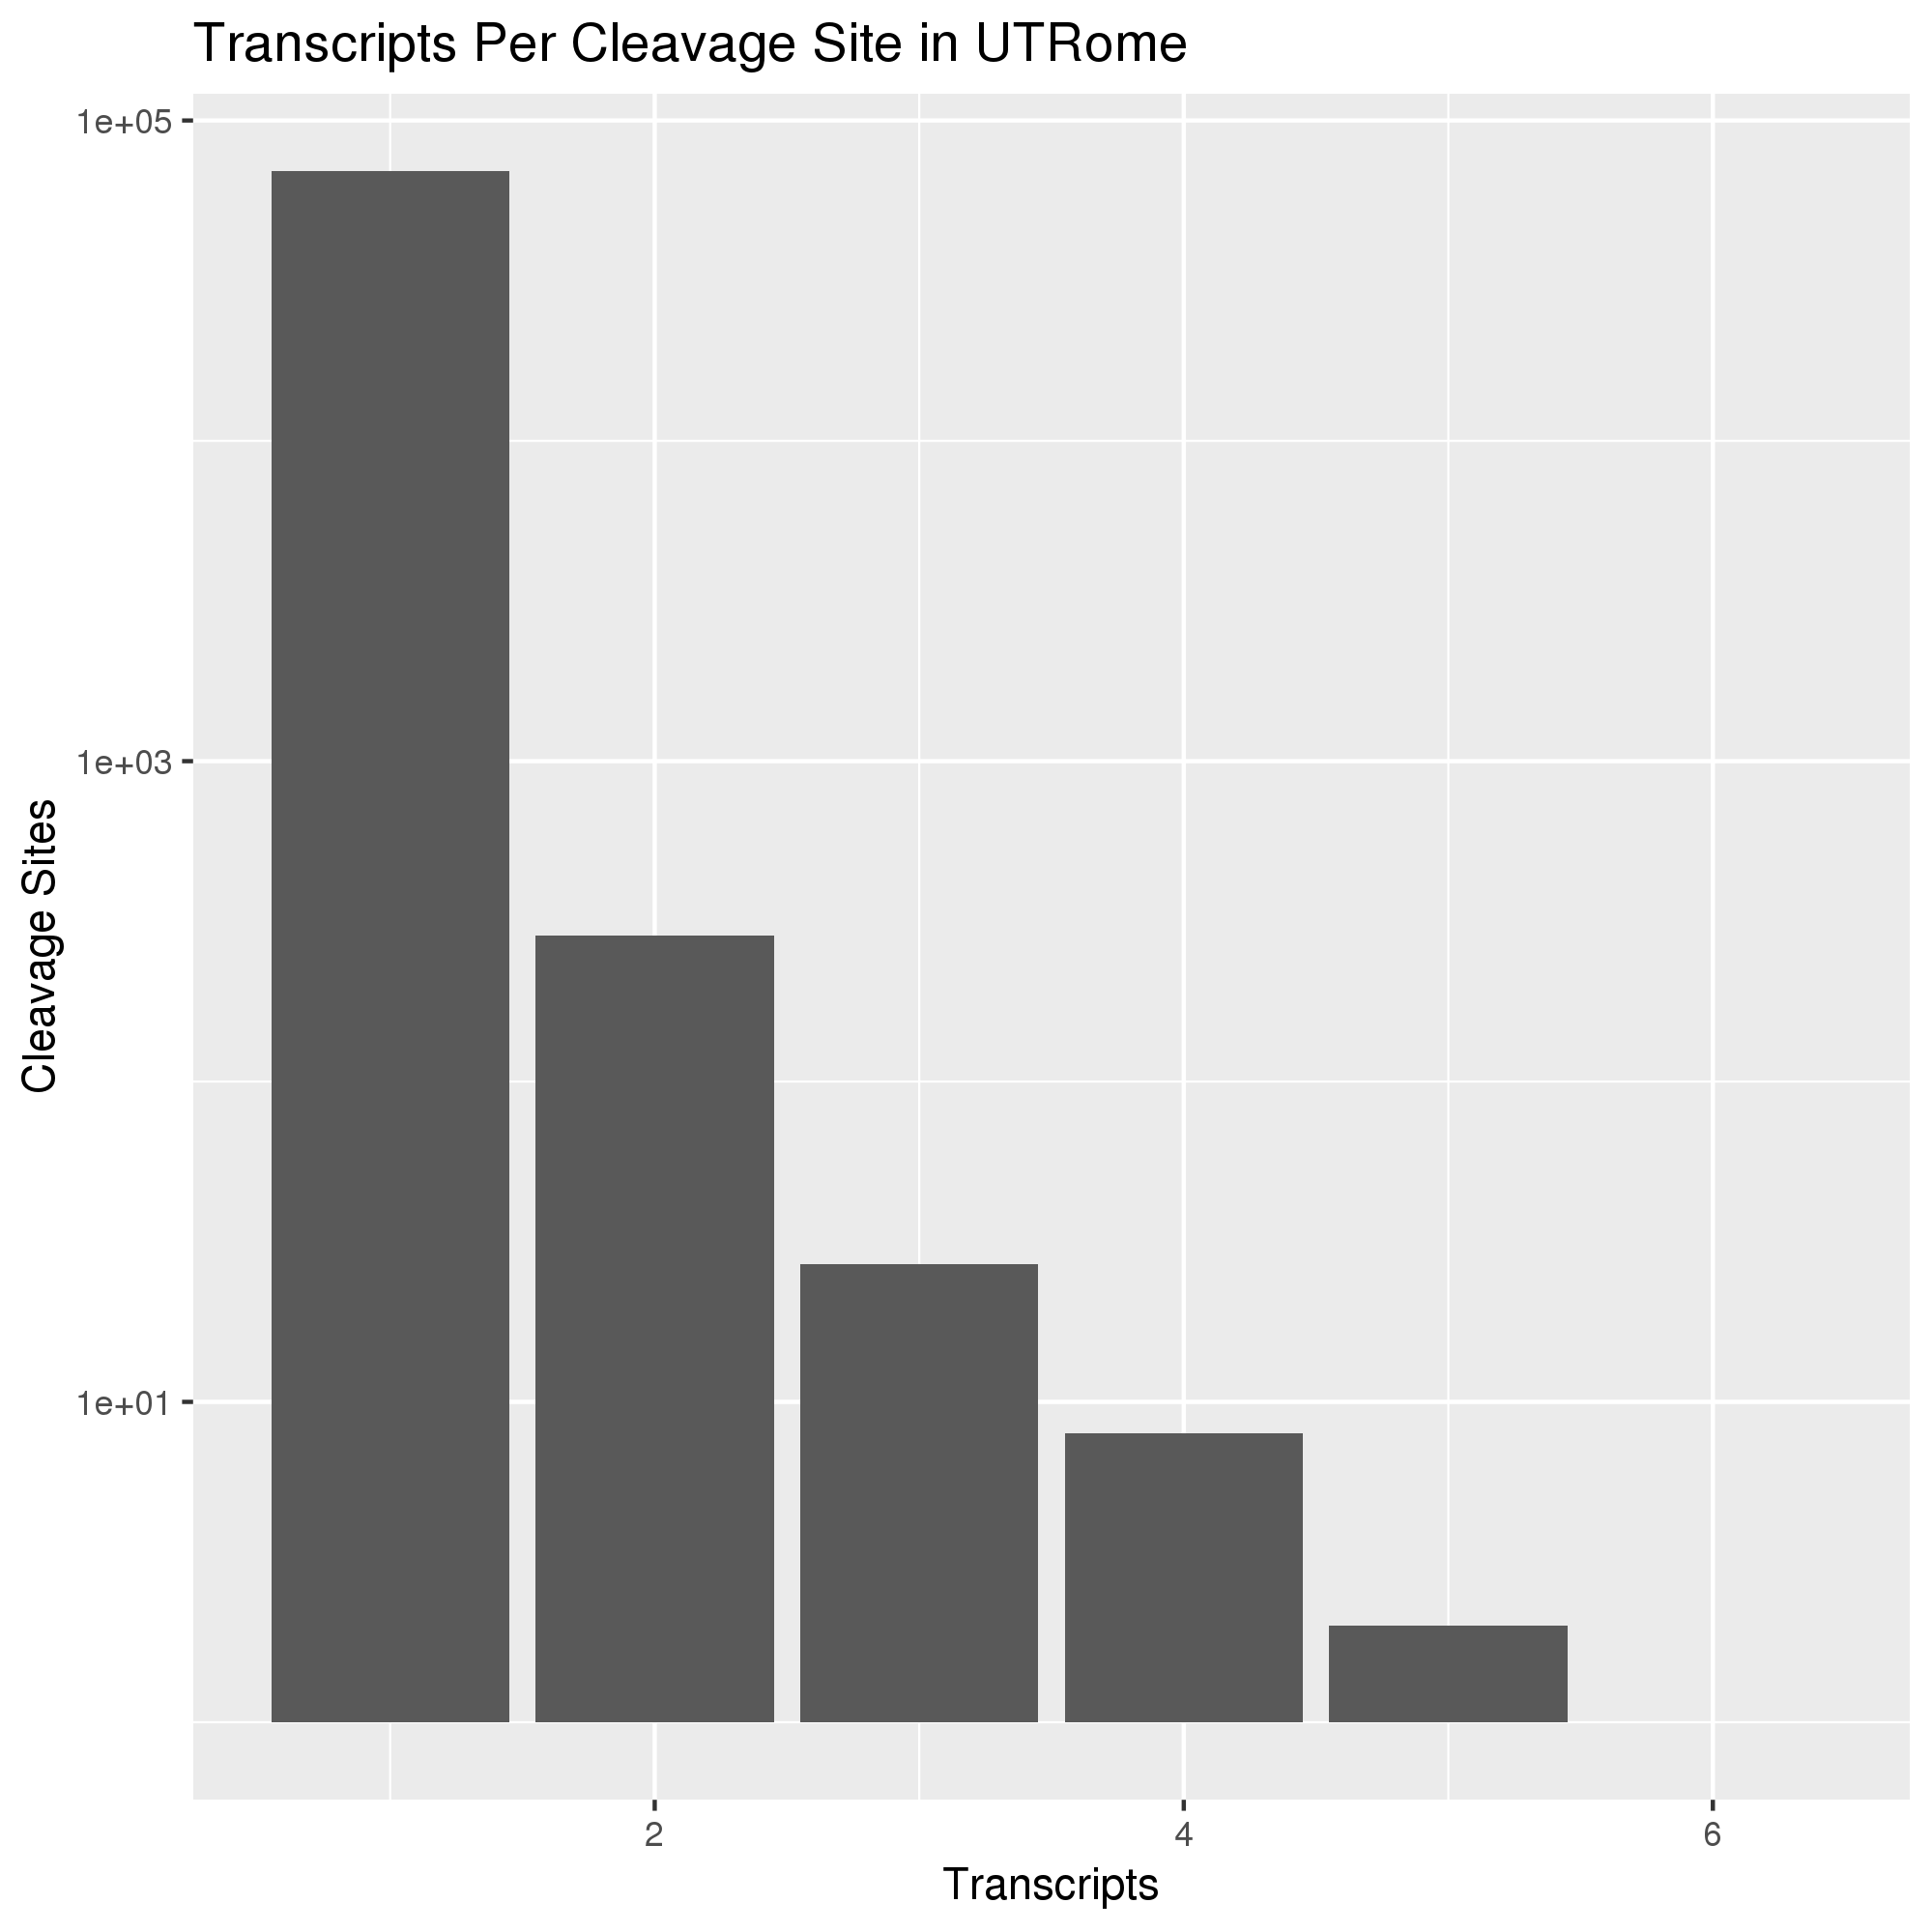 Transcripts Per Cleavage Site in UTRome
1e+05
1e+03
1e+01
Cleavage Sites
2 4 6
Transcripts